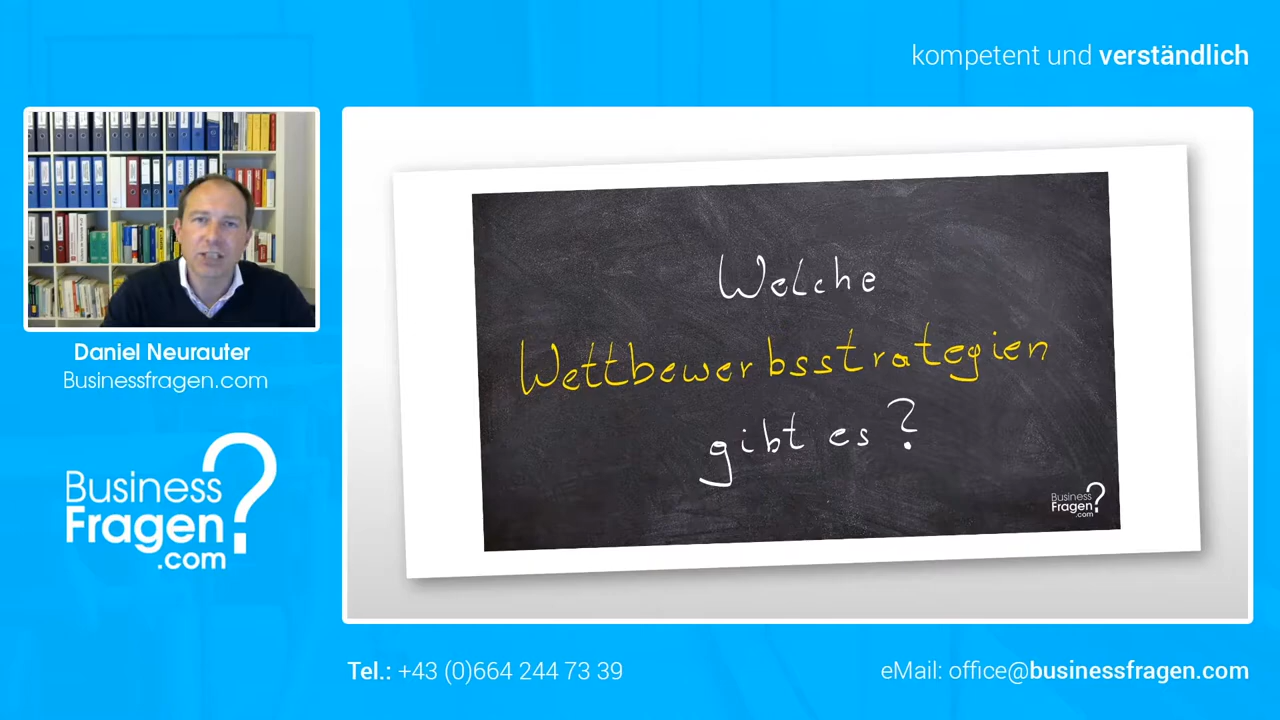 kompetent und verständlich
Daniel Neurauter
Businessfragen.com
Business
Fragen
.com
?
Welche
Wettbewerbsstrategien
gibt es?
Business
Fragen
.com
?
Tel.: +43 (0)664 244 73 39
eMail: office@businessfragen.com